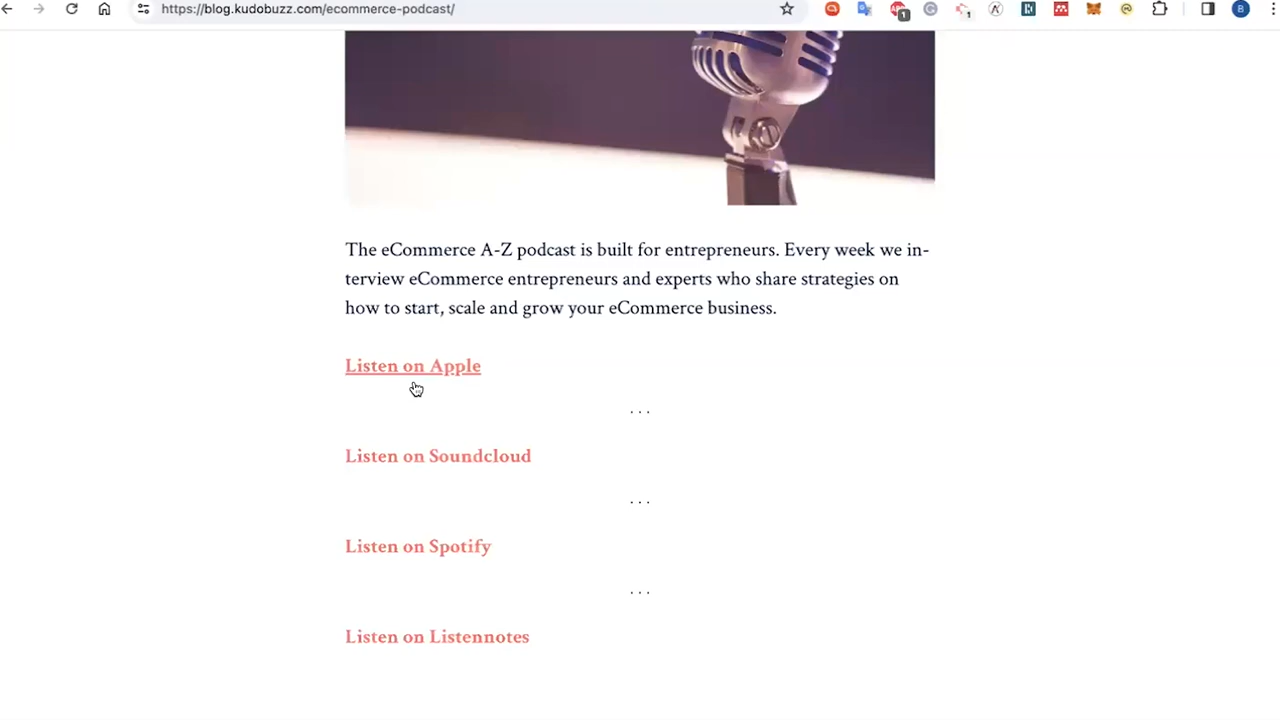 https://blog.kudobuzz.com/ecommerce-podcast/
1
1
B
The eCommerce A-Z podcast is built for entrepreneurs. Every week we in-
terview eCommerce entrepreneurs and experts who share strategies on
how to start, scale and grow your eCommerce business.
Listen on Apple
...
Listen on Soundcloud
...
Listen on Spotify
...
Listen on Listennotes